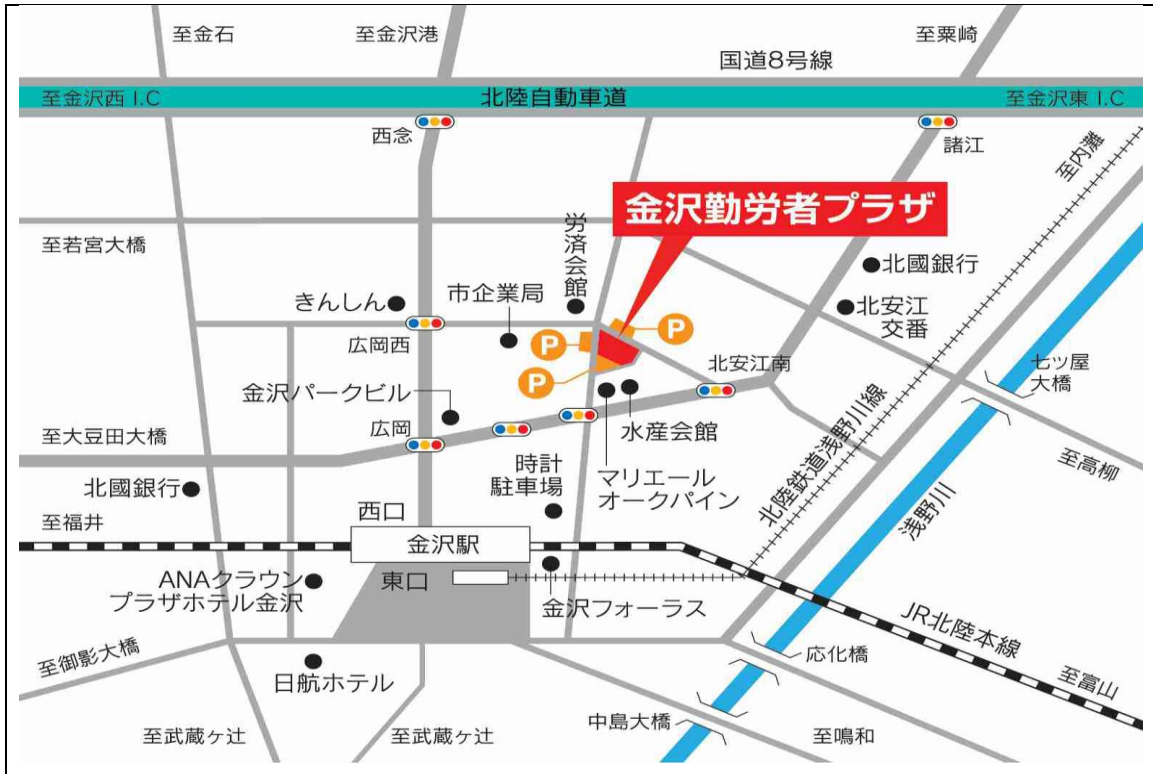 至金石
至金沢港
至粟崎
国道8号線
至金沢西 I.C
北陸自動車道
至金沢東 I.C
西念
諸江
至内灘
金沢勤労者プラザ
至若宮大橋
労済会館
北國銀行
きんしん
市企業局
北安江
交番
P
P
P
広岡西
北安江南
七ツ屋
大橋
金沢パークビル
広岡
水産会館
至大豆田大橋
時計
駐車場
マリエール
オークパイン
北陸鉄道浅野川線
至高柳
北國銀行
西口
浅野川
至福井
金沢駅
ANAクラウン
プラザホテル金沢
東口
金沢フォーラス
JR北陸本線
至御影大橋
応化橋
日航ホテル
至富山
中島大橋
至武蔵ヶ辻
至武蔵ヶ辻
至鳴和